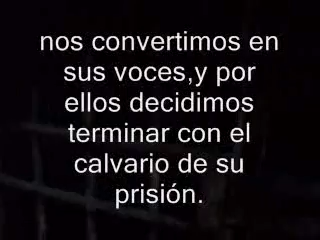 nos convertimos en
sus voces,y por
ellos decidimos
terminar con el
calvario de su
prisión.